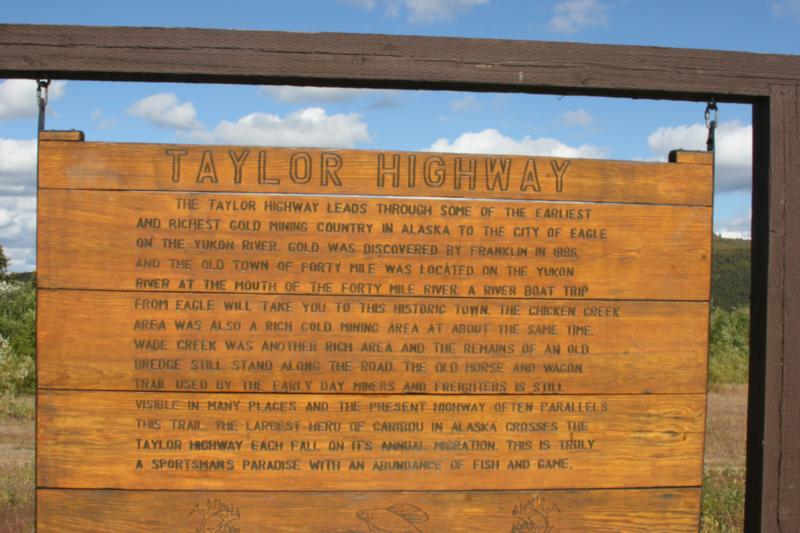 TAYLOR HIGHWAY
THE TAYLOR HIGHWAY LEADS THROUGH SOME OF THE EARLIEST
AND RICHEST GOLD MINING COUNTRY IN ALASKA TO THE CITY OF EAGLE
ON THE YUKON RIVER. GOLD WAS DISCOVERED BY FRANKLIN IN 1886,
AND THE OLD TOWN OF FORTY MILE WAS LOCATED ON THE YUKON
RIVER AT THE MOUTH OF THE FORTY MILE RIVER. A RIVER BOAT TRIP
FROM EAGLE WILL TAKE YOU TO THIS HISTORIC TOWN. THE CHICKEN CREEK
AREA WAS ALSO A RICH GOLD MINING AREA AT ABOUT THE SAME TIME.
WADE CREEK WAS ANOTHER RICH AREA AND THE REMAINS OF AN OLD
DREDGE STILL STAND ALONG THE ROAD. THE OLD HORSE AND WAGON
TRAIL USED BY THE EARLY DAY MINERS AND FREIGHTERS IS STILL
VISIBLE IN MANY PLACES AND THE PRESENT HIGHWAY OFTEN PARALLELS
THIS TRAIL. THE LARGEST HERD OF CARIBOU IN ALASKA CROSSES THE
TAYLOR HIGHWAY EACH FALL ON IT'S ANNUAL MIGRATION. THIS IS TRULY
A SPORTSMAN'S PARADISE WITH AN ABUNDANCE OF FISH AND GAME.